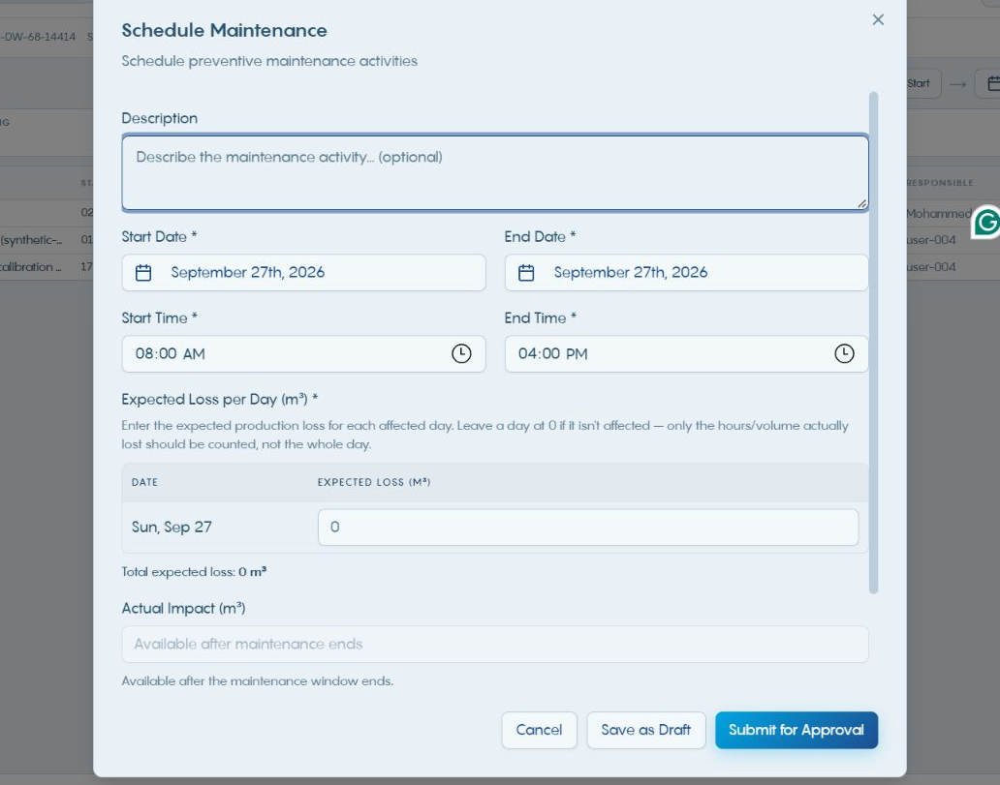 Schedule Maintenance
Schedule preventive maintenance activities
-DW-68-14414
Start →
Description
Describe the maintenance activity... (optional)
RESPONSIBLE
02
Mohammed
(synthetic-... 01
user-004
calibration ... 17
user-004
Start Date *
End Date *
September 27th, 2026
September 27th, 2026
Start Time *
End Time *
08:00 AM
04:00 PM
Expected Loss per Day (m³) *
Enter the expected production loss for each affected day. Leave a day at 0 if it isn't affected — only the hours/volume actually
lost should be counted, not the whole day.
DATE
EXPECTED LOSS (M³)
Sun, Sep 27
0
Total expected loss: 0 m³
Actual Impact (m³)
Available after maintenance ends
Available after the maintenance window ends.
Cancel
Save as Draft
Submit for Approval